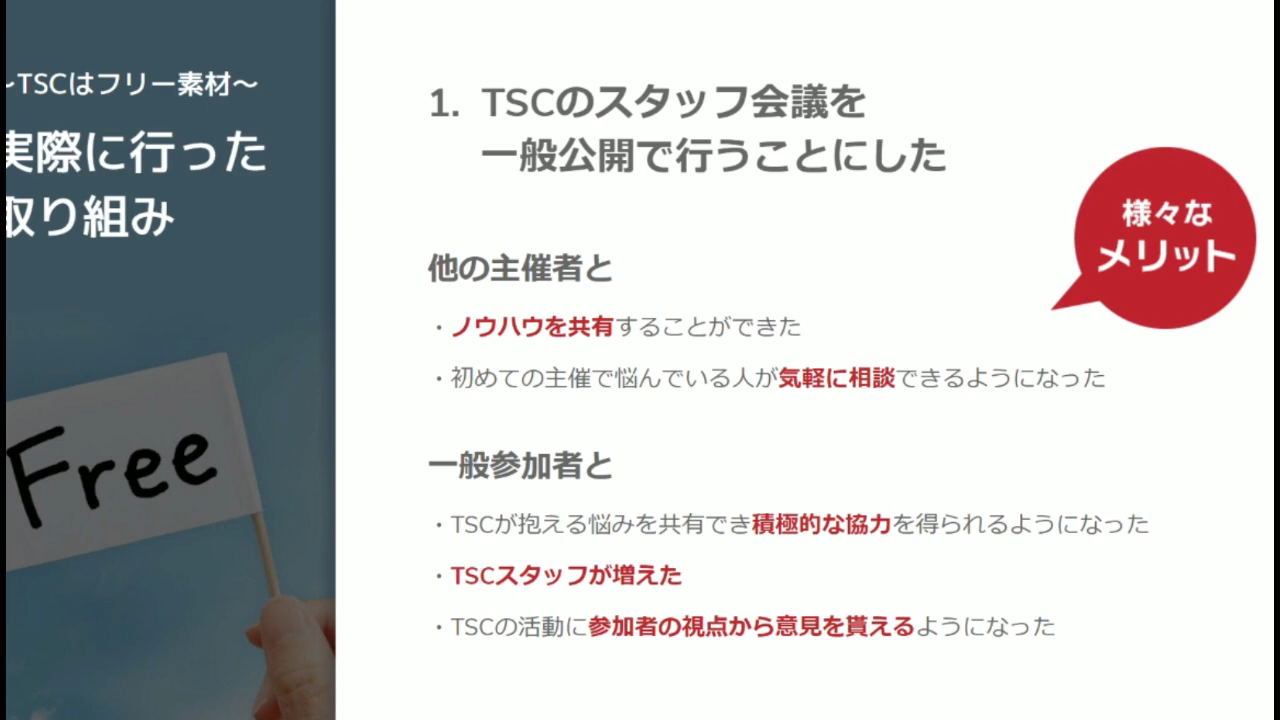 ～TSCはフリー素材～
実際に行った
取り組み
Free
1. TSCのスタッフ会議を
一般公開で行うことにした
様々な
メリット
他の主催者と
・ノウハウを共有することができた
・初めての主催で悩んでいる人が気軽に相談できるようになった
一般参加者と
・TSCが抱える悩みを共有でき積極的な協力を得られるようになった
・TSCスタッフが増えた
・TSCの活動に参加者の視点から意見を貰えるようになった